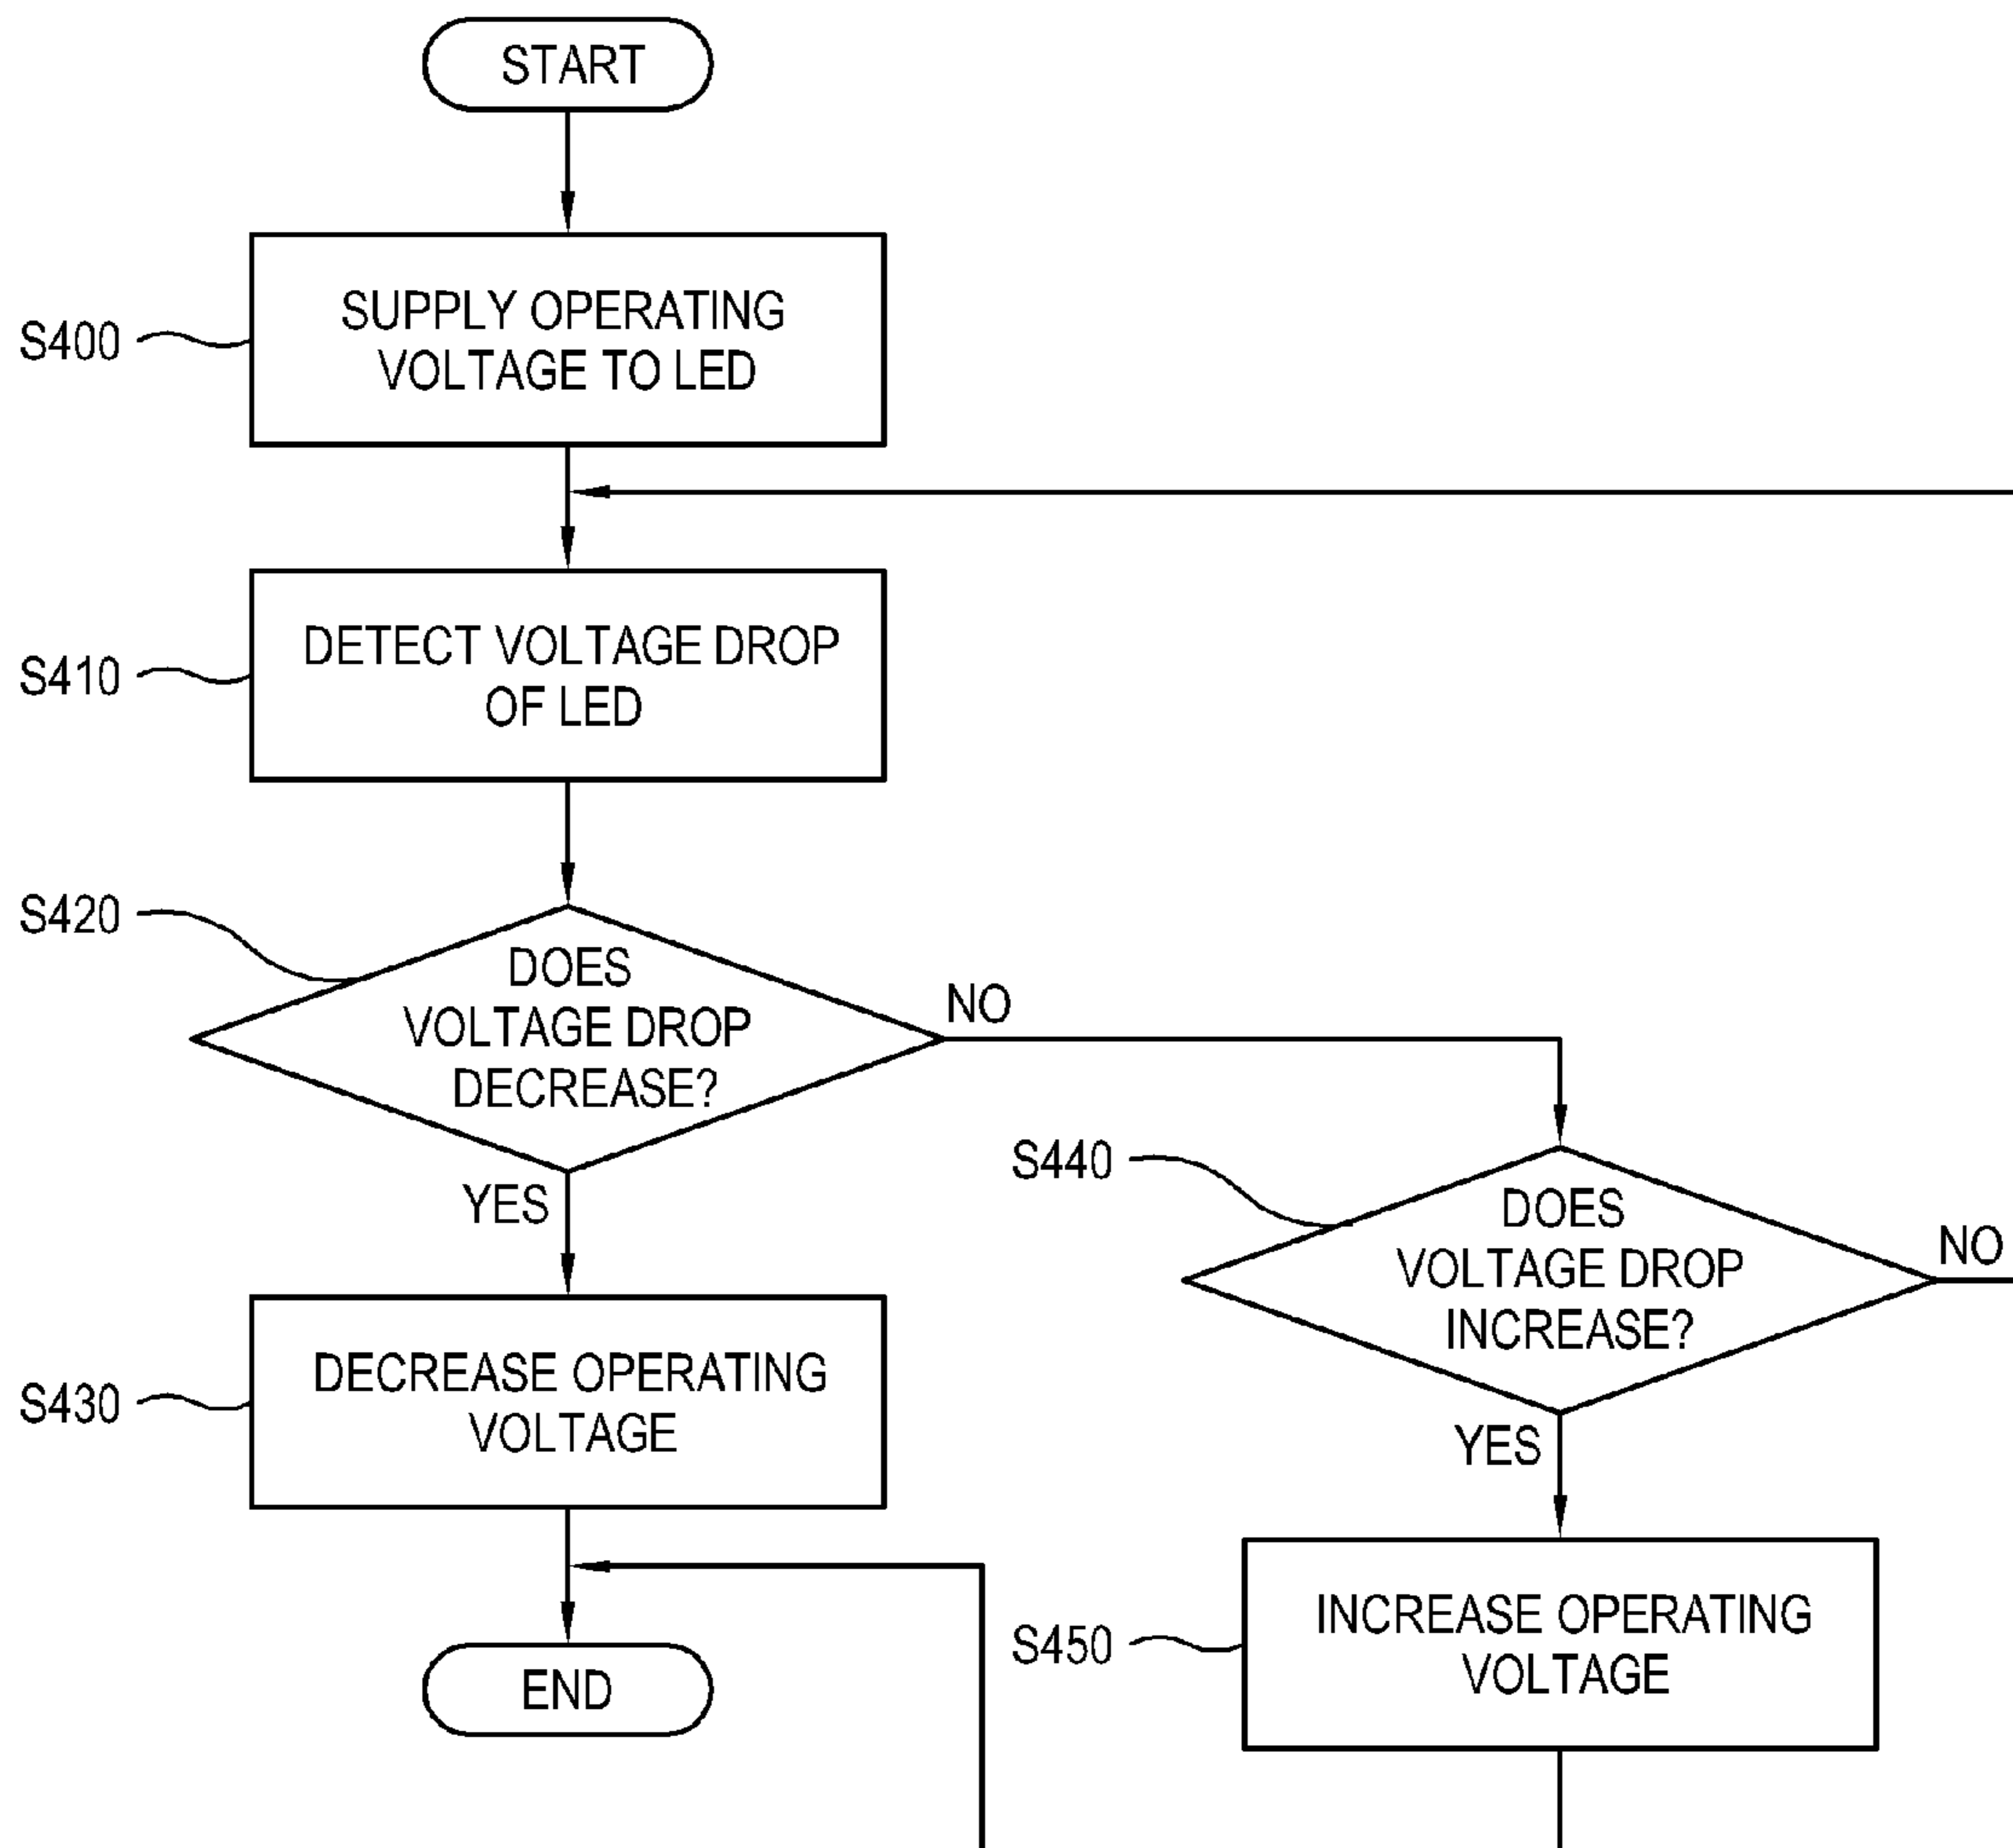 START
S400
SUPPLY OPERATING
VOLTAGE TO LED
S410
DETECT VOLTAGE DROP
OF LED
S420
DOES
VOLTAGE DROP
DECREASE?
NO
YES
S440
DOES
VOLTAGE DROP
INCREASE?
NO
YES
S430
DECREASE OPERATING
VOLTAGE
S450
INCREASE OPERATING
VOLTAGE
END